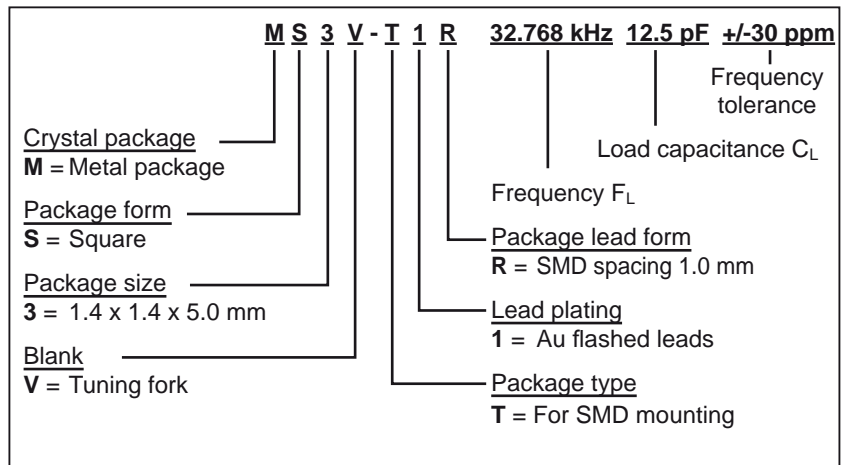 M S 3 V - T 1 R 32.768 kHz 12.5 pF +/-30 ppm
Frequency
tolerance
Load capacitance CL
Frequency FL
Crystal package
M = Metal package
Package form
S = Square
Package size
3 = 1.4 x 1.4 x 5.0 mm
Blank
V = Tuning fork
Package lead form
R = SMD spacing 1.0 mm
Lead plating
1 = Au flashed leads
Package type
T = For SMD mounting